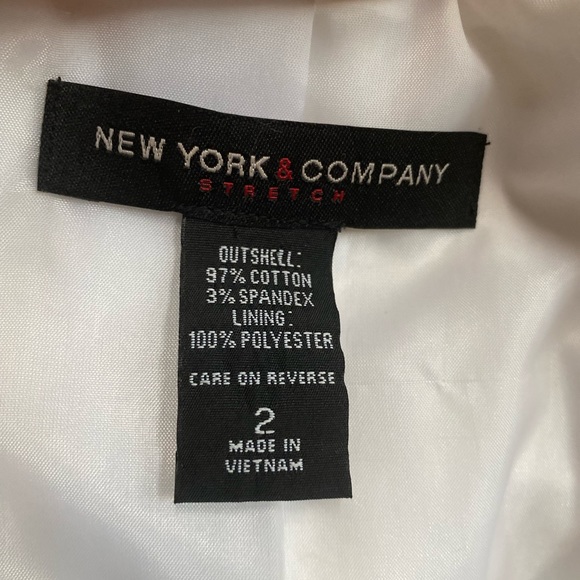 NEW YORK & COMPANY
STRETCH
OUTSHELL:
97% COTTON
3% SPANDEX
LINING:
100% POLYESTER
CARE ON REVERSE
2
MADE IN
VIETNAM